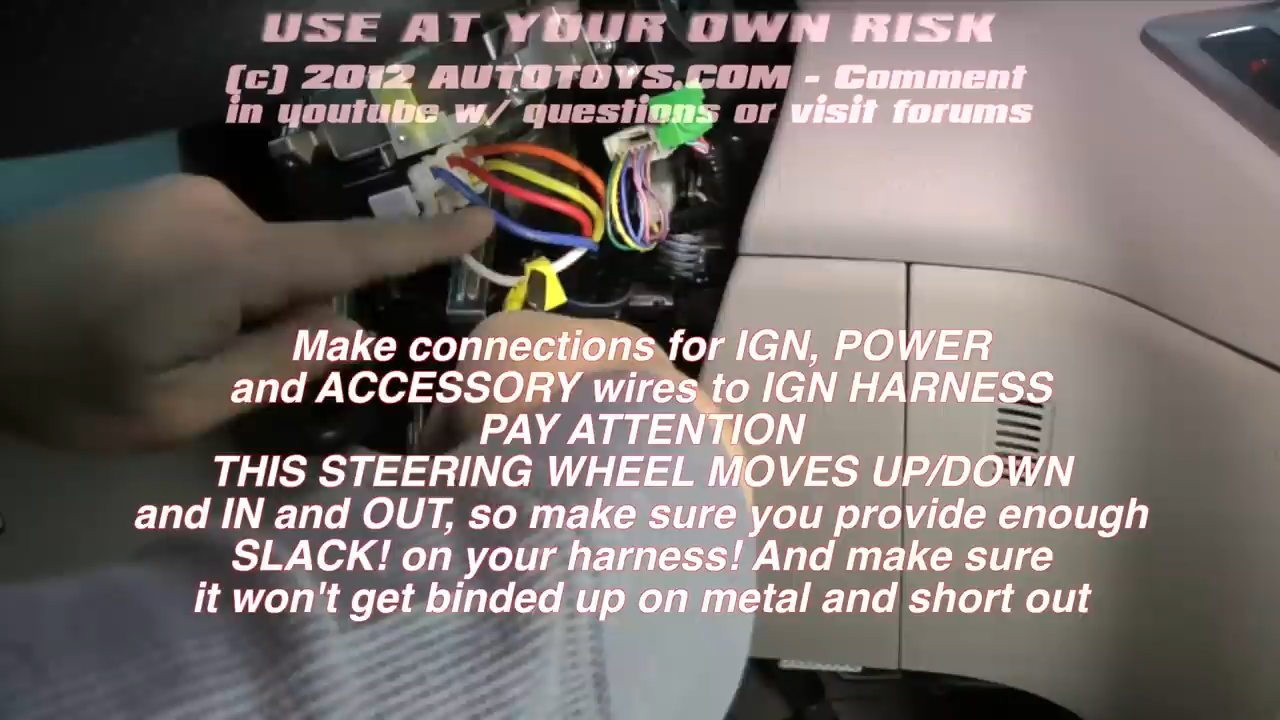 USE AT YOUR OWN RISK
(c) 2012 AUTOTOYS.COM - Comment
in youtube w/ questions or visit forums
Make connections for IGN, POWER
and ACCESSORY wires to IGN HARNESS
PAY ATTENTION
THIS STEERING WHEEL MOVES UP/DOWN
and IN and OUT, so make sure you provide enough
SLACK! on your harness! And make sure
it won't get binded up on metal and short out